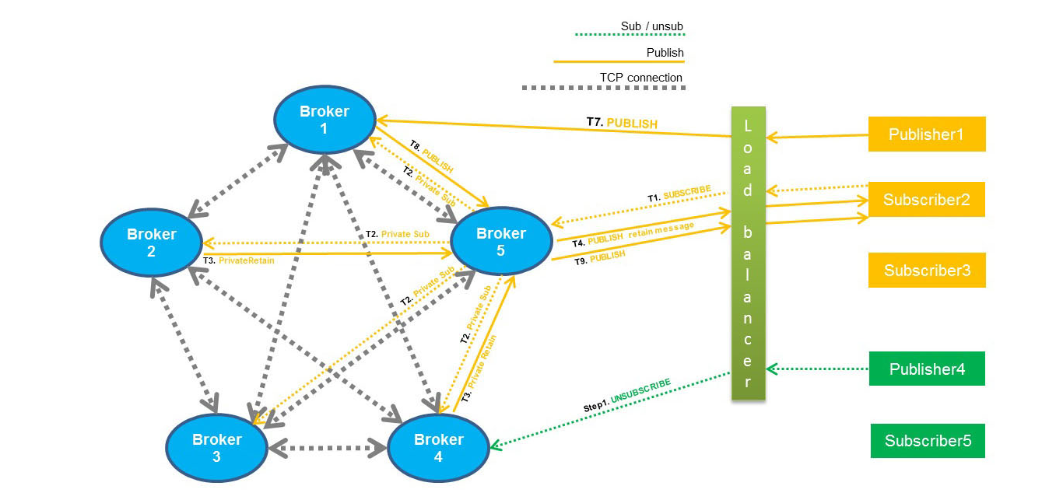 Sub / unsub
Publish
TCP connection
Broker
1
T7. PUBLISH
Publisher1
T8. PUBLISH
T2. Private Sub
Load balancer
T1. SUBSCRIBE
Subscriber2
Broker
2
T2. Private Sub
T3. PrivateRetain
Broker
5
T4. PUBLISH retain message
T9. PUBLISH
Subscriber3
T2. Private Sub
T2. Private Sub
T3. Private Retain
Publisher4
Step1. UNSUBSCRIBE
Broker
3
Broker
4
Subscriber5